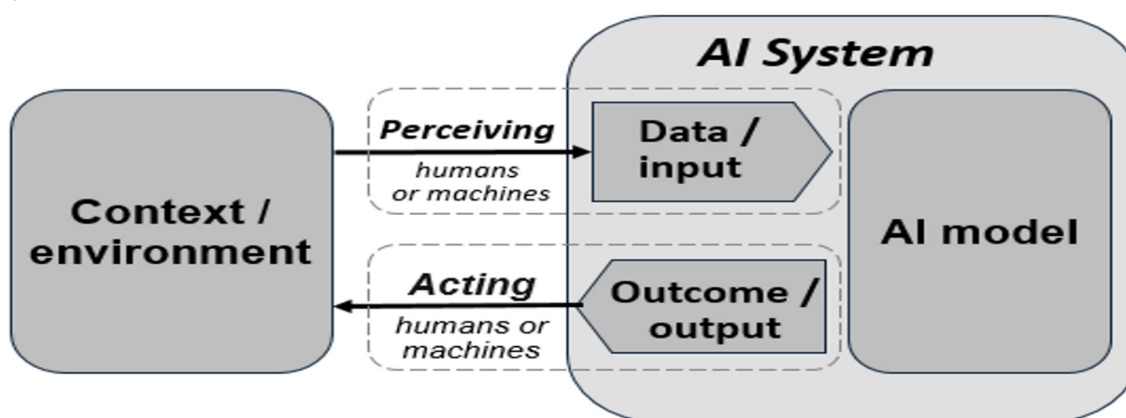 AI System
Context /
environment
Perceiving
humans
or machines
Data /
input
AI model
Acting
humans or
machines
Outcome /
output